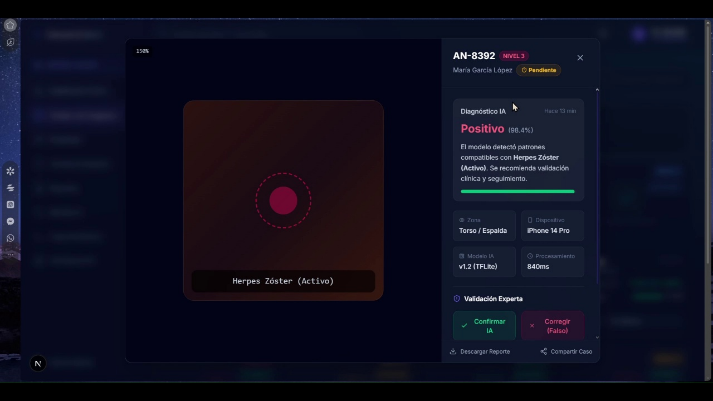 150%
AN-8392 NIVEL 3
María García López Pendiente
Diagnóstico IA Hace 13 min
Positivo (98.4%)
El modelo detectó patrones
compatibles con Herpes Zóster
(Activo). Se recomienda validación
clínica y seguimiento.
Zona
Torso / Espalda
Dispositivo
iPhone 14 Pro
Modelo IA
v1.2 (TFLite)
Procesamiento
840ms
Herpes Zóster (Activo)
Validación Experta
Confirmar
IA
Corregir
(Falso)
Descargar Reporte
Compartir Caso
N